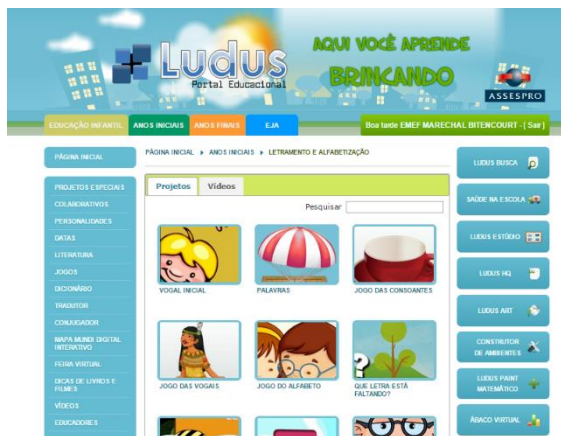 Ludus
Portal Educacional
AQUI VOCÊ APRENDE
BRINCANDO
ASSESPRO
EDUCAÇÃO INFANTIL
ANOS INICIAIS
ANOS FINAIS
EJA
Boa tarde EMEF MARECHAL BITENCOURT - [ Sair ]
PÁGINA INICIAL
PROJETOS ESPECIAIS
COLABORATIVOS
PERSONALIDADES
DATAS
LITERATURA
JOGOS
DICIONÁRIO
TRADUTOR
CONJUGADOR
MAPA MUNDI DIGITAL
INTERATIVO
FEIRA VIRTUAL
DICAS DE LIVROS E
FILMES
VÍDEOS
EDUCADORES
PÁGINA INICIAL ▸ ANOS INICIAIS ▸ LETRAMENTO E ALFABETIZAÇÃO
Projetos
Vídeos
Pesquisar
VOGAL INICIAL
PALAVRAS
JOGO DAS CONSOANTES
JOGO DAS VOGAIS
JOGO DO ALFABETO
?
QUE LETRA ESTÁ
FALTANDO?
LUDUS BUSCA
SAÚDE NA ESCOLA
LUDUS ESTÚDIO
LUDUS HQ
LUDUS ART
CONSTRUTOR
DE AMBIENTES
LUDUS PAINT
MATEMÁTICO
ÁBACO VIRTUAL